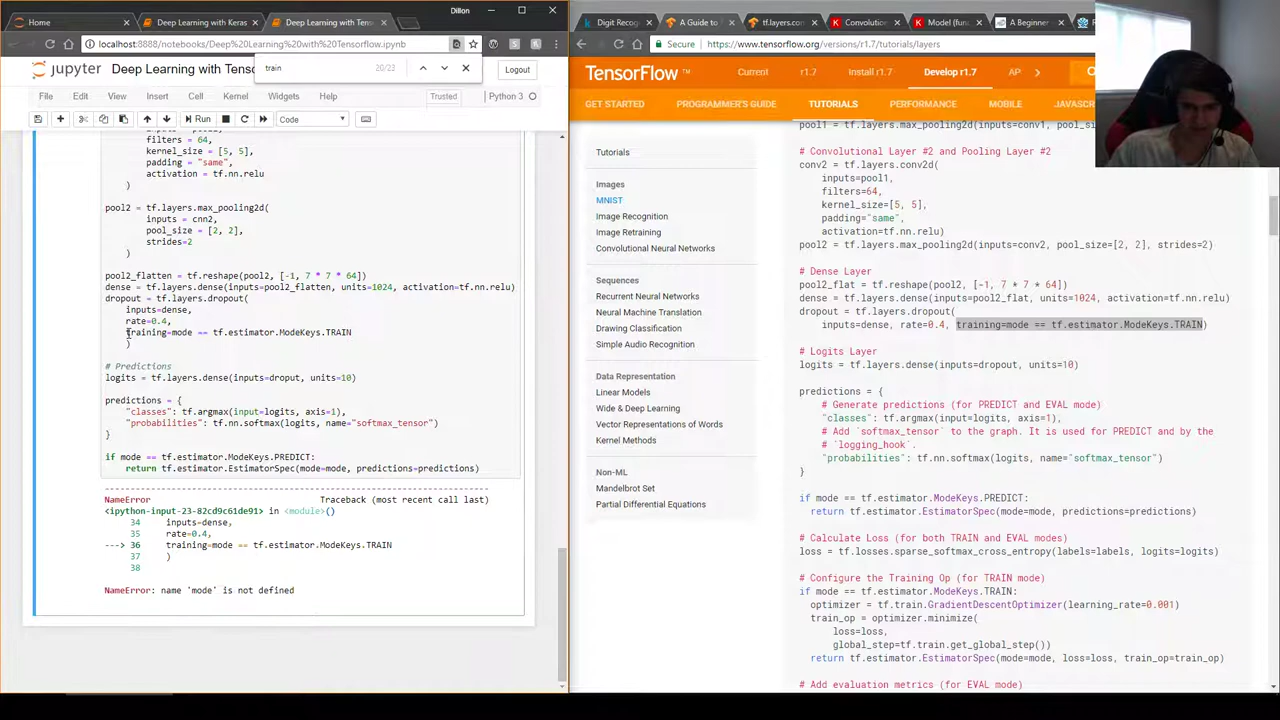 Dillon
Home
Deep Learning with Keras
Deep Learning with Tens
localhost:8888/notebooks/Deep%20Learning%20with%20Tensorflow.ipynb
train
20/23
jupyter
Deep Learning with Tenso
Logout
File
Edit
View
Insert
Cell
Kernel
Widgets
Help
Trusted
Python 3
Run
Code
filters = 64,
kernel_size = [5, 5],
padding = "same",
activation = tf.nn.relu
)
pool2 = tf.layers.max_pooling2d(
inputs = cnn2,
pool_size = [2, 2],
strides=2
)
pool2_flatten = tf.reshape(pool2, [-1, 7 * 7 * 64])
dense = tf.layers.dense(inputs=pool2_flatten, units=1024, activation=tf.nn.relu)
dropout = tf.layers.dropout(
inputs=dense,
rate=0.4,
training=mode == tf.estimator.ModeKeys.TRAIN
)
# Predictions
logits = tf.layers.dense(inputs=droput, units=10)
predictions = {
"classes": tf.argmax(input=logits, axis=1),
"probabilities": tf.nn.softmax(logits, name="softmax_tensor")
}
if mode == tf.estimator.ModeKeys.PREDICT:
return tf.estimator.EstimatorSpec(mode=mode, predictions=predictions)
NameError Traceback (most recent call last)
<ipython-input-23-82cd9c61de91> in <module>()
34 inputs=dense,
35 rate=0.4,
---> 36 training=mode == tf.estimator.ModeKeys.TRAIN
37 )
38
NameError: name 'mode' is not defined
Digit Recog
A Guide to
tf.layers.con
Convolution
Model (func
A Beginner
Secure
https://www.tensorflow.org/versions/r1.7/tutorials/layers
TensorFlow™
Current
r1.7
Install r1.7
Develop r1.7
AP
GET STARTED
PROGRAMMER'S GUIDE
TUTORIALS
PERFORMANCE
MOBILE
JAVASCR
Tutorials
Images
MNIST
Image Recognition
Image Retraining
Convolutional Neural Networks
Sequences
Recurrent Neural Networks
Neural Machine Translation
Drawing Classification
Simple Audio Recognition
Data Representation
Linear Models
Wide & Deep Learning
Vector Representations of Words
Kernel Methods
Non-ML
Mandelbrot Set
Partial Differential Equations
pool1 = tf.layers.max_pooling2d(inputs=conv1, pool_siz
# Convolutional Layer #2 and Pooling Layer #2
conv2 = tf.layers.conv2d(
inputs=pool1,
filters=64,
kernel_size=[5, 5],
padding="same",
activation=tf.nn.relu)
pool2 = tf.layers.max_pooling2d(inputs=conv2, pool_size=[2, 2], strides=2)
# Dense Layer
pool2_flat = tf.reshape(pool2, [-1, 7 * 7 * 64])
dense = tf.layers.dense(inputs=pool2_flat, units=1024, activation=tf.nn.relu)
dropout = tf.layers.dropout(
inputs=dense, rate=0.4, training=mode == tf.estimator.ModeKeys.TRAIN)
# Logits Layer
logits = tf.layers.dense(inputs=dropout, units=10)
predictions = {
# Generate predictions (for PREDICT and EVAL mode)
"classes": tf.argmax(input=logits, axis=1),
# Add `softmax_tensor` to the graph. It is used for PREDICT and by the
# `logging_hook`.
"probabilities": tf.nn.softmax(logits, name="softmax_tensor")
}
if mode == tf.estimator.ModeKeys.PREDICT:
return tf.estimator.EstimatorSpec(mode=mode, predictions=predictions)
# Calculate Loss (for both TRAIN and EVAL modes)
loss = tf.losses.sparse_softmax_cross_entropy(labels=labels, logits=logits)
# Configure the Training Op (for TRAIN mode)
if mode == tf.estimator.ModeKeys.TRAIN:
optimizer = tf.train.GradientDescentOptimizer(learning_rate=0.001)
train_op = optimizer.minimize(
loss=loss,
global_step=tf.train.get_global_step())
return tf.estimator.EstimatorSpec(mode=mode, loss=loss, train_op=train_op)
# Add evaluation metrics (for EVAL mode)